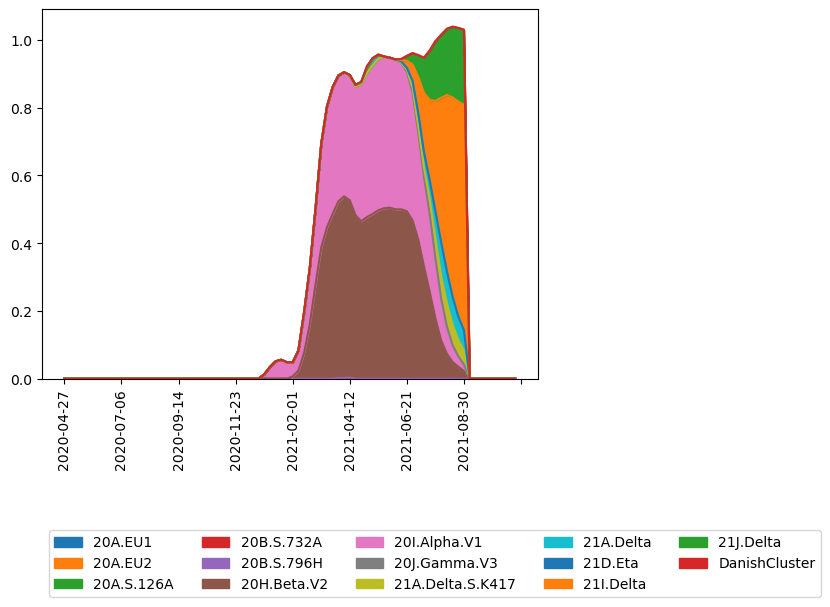 1.0
0.8
0.6
0.4
0.2
0.0
2020-04-27
2020-07-06
2020-09-14
2020-11-23
2021-02-01
2021-04-12
2021-06-21
2021-08-30
20A.EU1
20A.EU2
20A.S.126A
20B.S.732A
20B.S.796H
20H.Beta.V2
20I.Alpha.V1
20J.Gamma.V3
21A.Delta.S.K417
21A.Delta
21D.Eta
21I.Delta
21J.Delta
DanishCluster